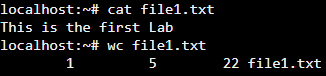 localhost:~# cat file1.txt
This is the first Lab
localhost:~# wc file1.txt
        1         5        22 file1.txt